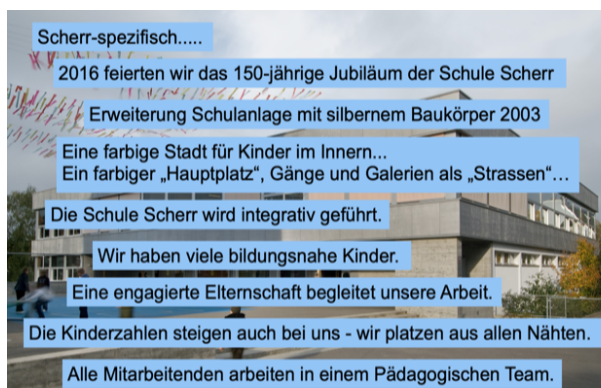 Scherr-spezifisch.....
2016 feierten wir das 150-jährige Jubiläum der Schule Scherr
Erweiterung Schulanlage mit silbernem Baukörper 2003
Eine farbige Stadt für Kinder im Innern...
Ein farbiger „Hauptplatz“, Gänge und Galerien als „Strassen“…
Die Schule Scherr wird integrativ geführt.
Wir haben viele bildungsnahe Kinder.
Eine engagierte Elternschaft begleitet unsere Arbeit.
Die Kinderzahlen steigen auch bei uns - wir platzen aus allen Nähten.
Alle Mitarbeitenden arbeiten in einem Pädagogischen Team.